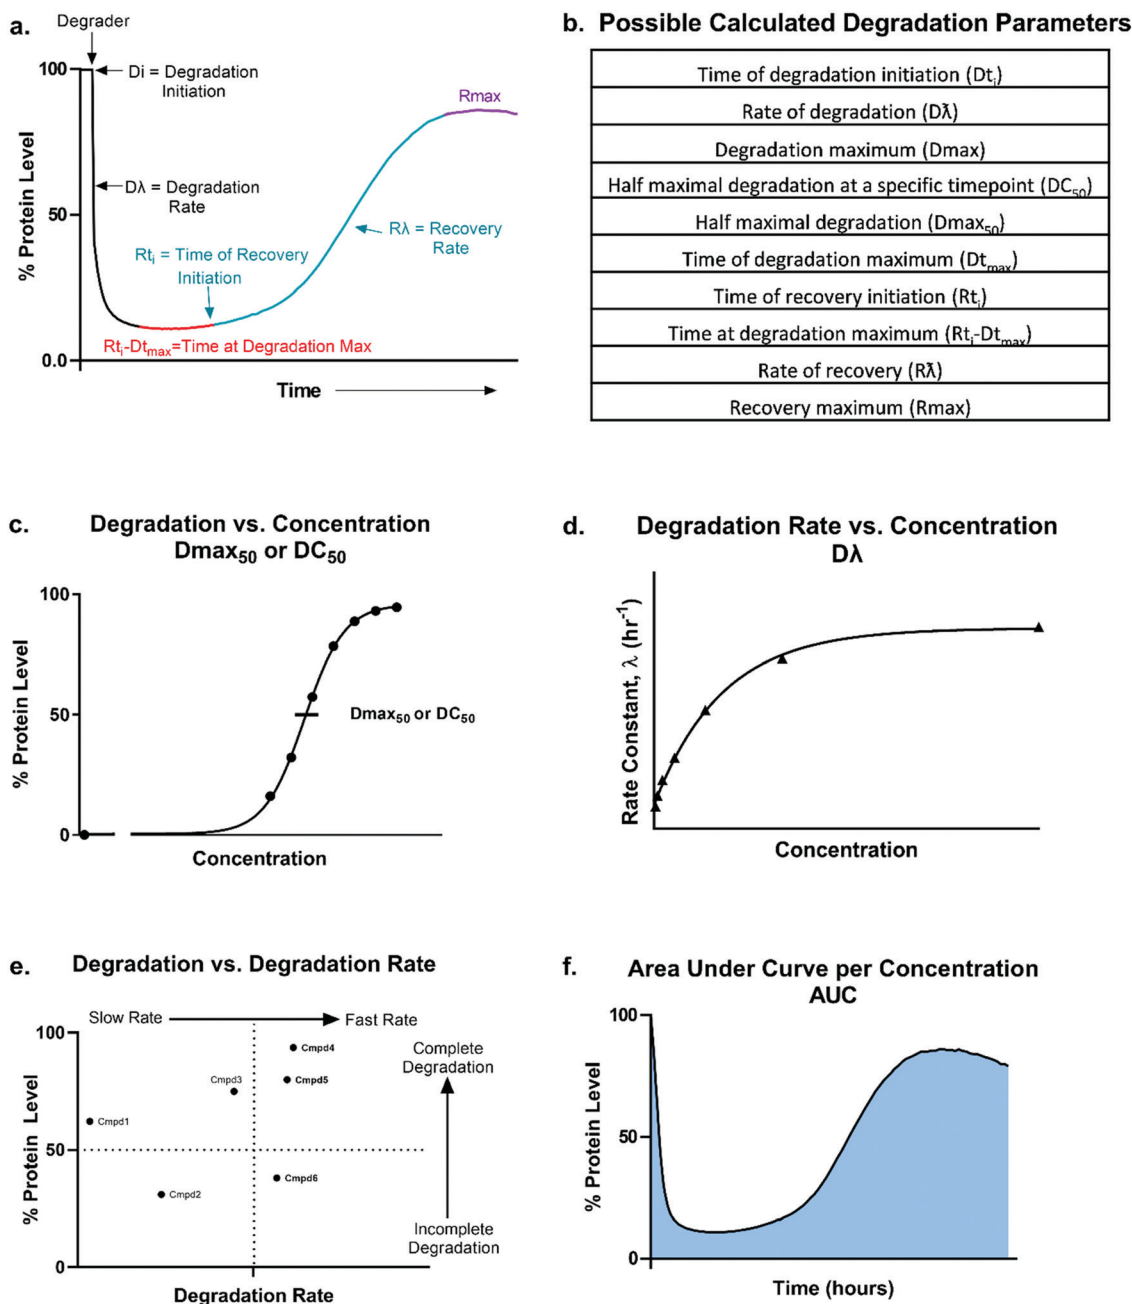 a.
Degrader
100
Di = Degradation
Initiation
Rmax
Dλ = Degradation
Rate
50
% Protein Level
Rλ = Recovery
Rate
Rtᵢ = Time of Recovery
Initiation
Rtᵢ-Dtₘₐₓ=Time at Degradation Max
0.0
Time
b. Possible Calculated Degradation Parameters
Time of degradation initiation (Dtᵢ)
Rate of degradation (Dƛ)
Degradation maximum (Dmax)
Half maximal degradation at a specific timepoint (DC₅₀)
Half maximal degradation (Dmax₅₀)
Time of degradation maximum (Dtₘₐₓ)
Time of recovery initiation (Rtᵢ)
Time at degradation maximum (Rtᵢ-Dtₘₐₓ)
Rate of recovery (Rƛ)
Recovery maximum (Rmax)
c. Degradation vs. Concentration
Dmax₅₀ or DC₅₀
100
50
0
% Protein Level
Dmax₅₀ or DC₅₀
Concentration
d. Degradation Rate vs. Concentration
Dλ
Rate Constant, λ (hr⁻¹)
Concentration
e. Degradation vs. Degradation Rate
Slow Rate
Fast Rate
100
50
0
% Protein Level
Cmpd4
Cmpd3
Cmpd5
Cmpd1
Cmpd6
Cmpd2
Complete
Degradation
Incomplete
Degradation
Degradation Rate
f. Area Under Curve per Concentration
AUC
100
50
0
% Protein Level
Time (hours)